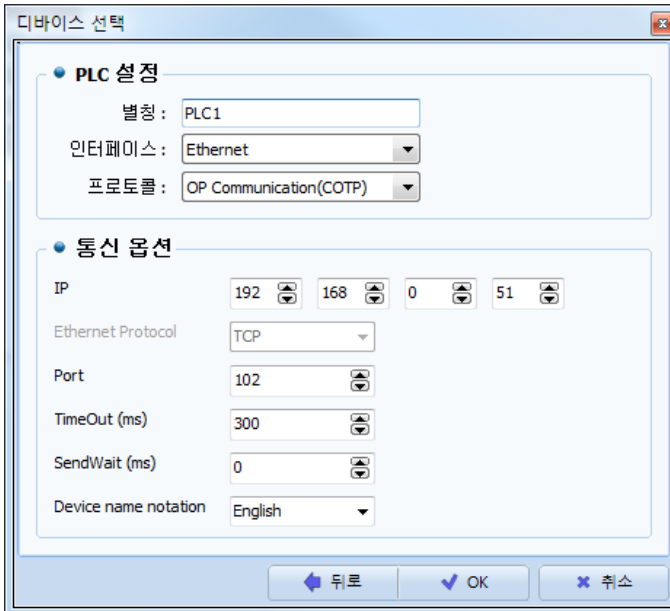 디바이스 선택
PLC 설정
별칭 : PLC1
인터페이스 : Ethernet
프로토콜 : OP Communication(COTP)
통신 옵션
IP 192 168 0 51
Ethernet Protocol TCP
Port 102
TimeOut (ms) 300
SendWait (ms) 0
Device name notation English
뒤로 OK 취소